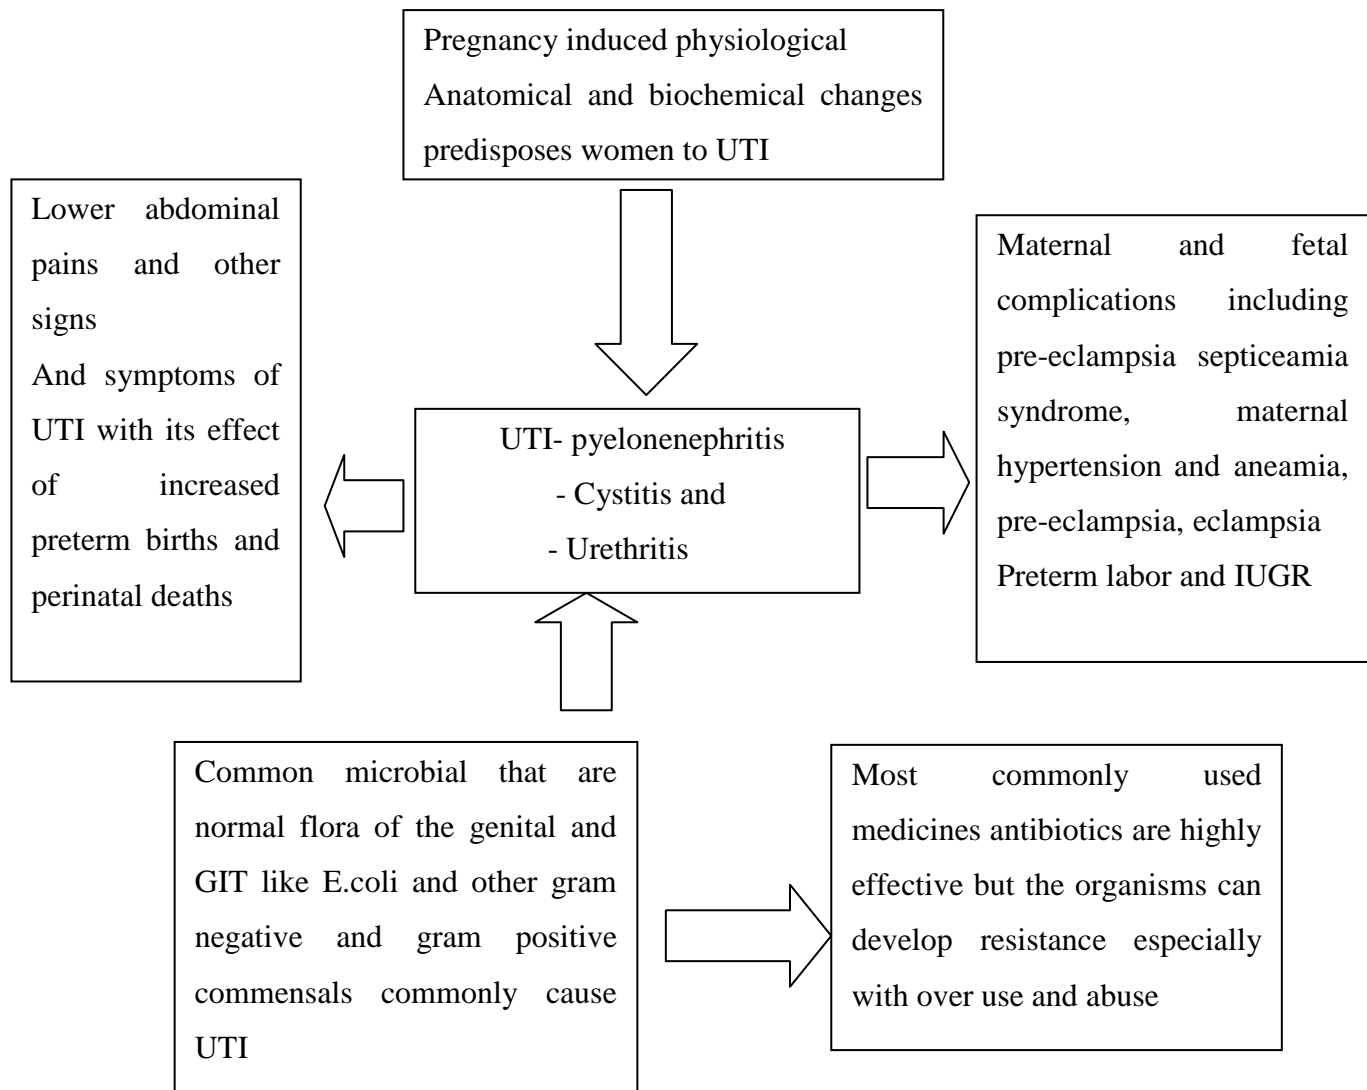 Pregnancy induced physiological
Anatomical and biochemical changes
predisposes women to UTI
Lower abdominal
pains and other
signs
And symptoms of
UTI with its effect
of increased
preterm births and
perinatal deaths
Maternal and fetal
complications including
pre-eclampsia septiceamia
syndrome, maternal
hypertension and aneamia,
pre-eclampsia, eclampsia
Preterm labor and IUGR
UTI- pyelonenephritis
- Cystitis and
- Urethritis
Common microbial that are
normal flora of the genital and
GIT like E.coli and other gram
negative and gram positive
commensals commonly cause
UTI
Most commonly used
medicines antibiotics are highly
effective but the organisms can
develop resistance especially
with over use and abuse